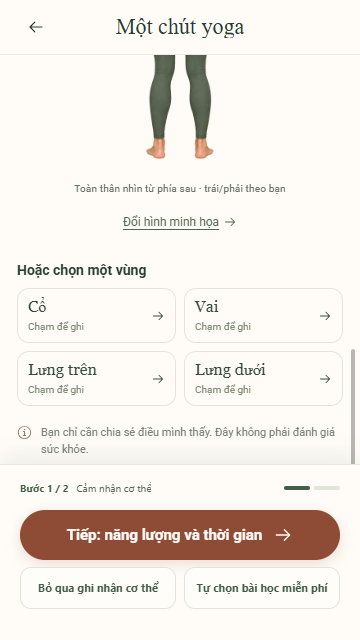 Một chút yoga
Toàn thân nhìn từ phía sau · trái/phải theo bạn
Đổi hình minh họa →
Hoặc chọn một vùng
Cổ
Chạm để ghi
Vai
Chạm để ghi
Lưng trên
Chạm để ghi
Lưng dưới
Chạm để ghi
Bạn chỉ cần chia sẻ điều mình thấy. Đây không phải đánh giá
sức khỏe.
Bước 1 / 2 Cảm nhận cơ thể
Tiếp: năng lượng và thời gian →
Bỏ qua ghi nhận cơ thể
Tự chọn bài học miễn phí